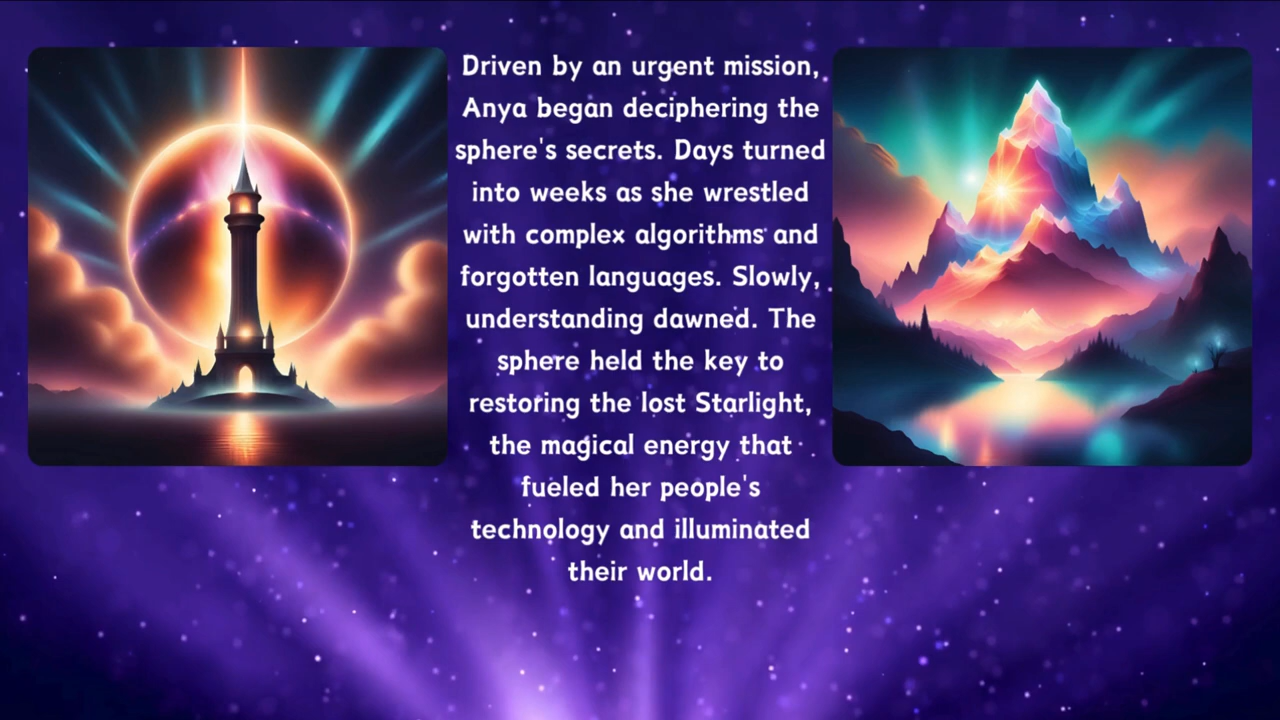 Driven by an urgent mission,
Anya began deciphering the
sphere's secrets. Days turned
into weeks as she wrestled
with complex algorithms and
forgotten languages. Slowly,
understanding dawned. The
sphere held the key to
restoring the lost Starlight,
the magical energy that
fueled her people's
technology and illuminated
their world.